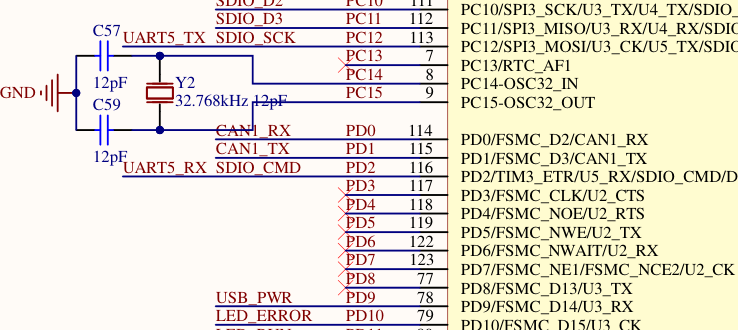 SDIO_D2 PC10 111 PC10/SPI3_SCK/U3_TX/U4_TX/SDIO_
SDIO_D3 PC11 112 PC11/SPI3_MISO/U3_RX/U4_RX/SDIO
C57 UART5_TX SDIO_SCK PC12 113 PC12/SPI3_MOSI/U3_CK/U5_TX/SDIO
PC13 7 PC13/RTC_AF1
12pF Y2 PC14 8 PC14-OSC32_IN
GND C59 32.768kHz 12pF PC15 9 PC15-OSC32_OUT
CAN1_RX PD0 114 PD0/FSMC_D2/CAN1_RX
12pF CAN1_TX PD1 115 PD1/FSMC_D3/CAN1_TX
UART5_RX SDIO_CMD PD2 116 PD2/TIM3_ETR/U5_RX/SDIO_CMD/D
PD3 117 PD3/FSMC_CLK/U2_CTS
PD4 118 PD4/FSMC_NOE/U2_RTS
PD5 119 PD5/FSMC_NWE/U2_TX
PD6 122 PD6/FSMC_NWAIT/U2_RX
PD7 123 PD7/FSMC_NE1/FSMC_NCE2/U2_CK
PD8 77 PD8/FSMC_D13/U3_TX
USB_PWR PD9 78 PD9/FSMC_D14/U3_RX
LED_ERROR PD10 79 PD10/FSMC_D15/U3_CK